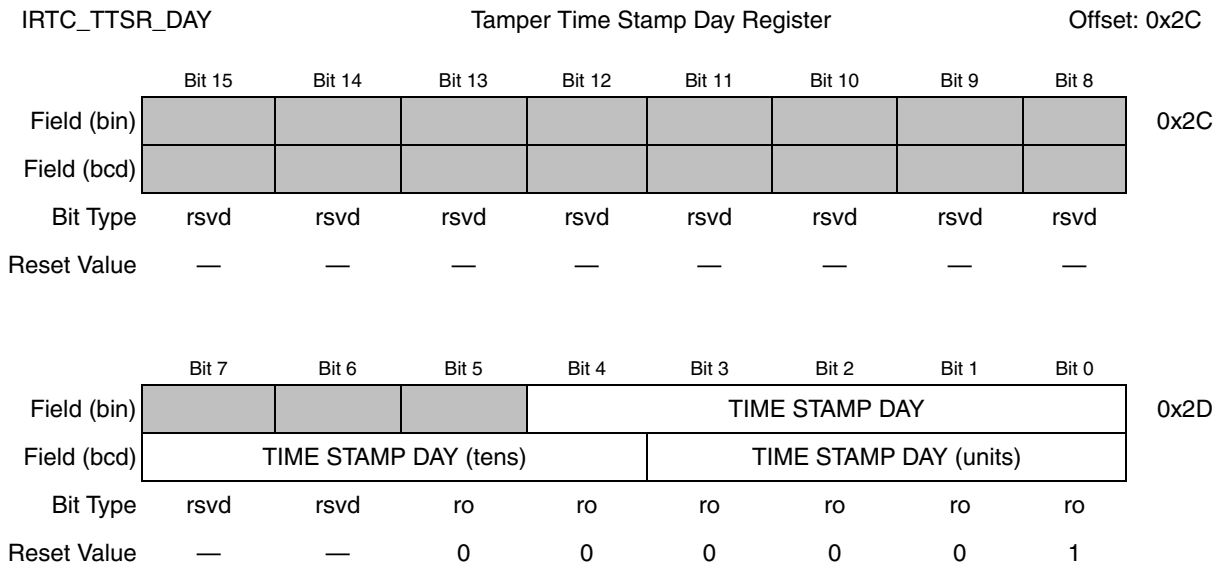 IRTC_TTSR_DAY Tamper Time Stamp Day Register Offset: 0x2C
Bit 15 Bit 14 Bit 13 Bit 12 Bit 11 Bit 10 Bit 9 Bit 8
Field (bin) 0x2C
Field (bcd)
Bit Type rsvd rsvd rsvd rsvd rsvd rsvd rsvd rsvd
Reset Value — — — — — — — —
Bit 7 Bit 6 Bit 5 Bit 4 Bit 3 Bit 2 Bit 1 Bit 0
Field (bin) TIME STAMP DAY 0x2D
Field (bcd) TIME STAMP DAY (tens) TIME STAMP DAY (units)
Bit Type rsvd rsvd ro ro ro ro ro ro
Reset Value — — 0 0 0 0 0 1